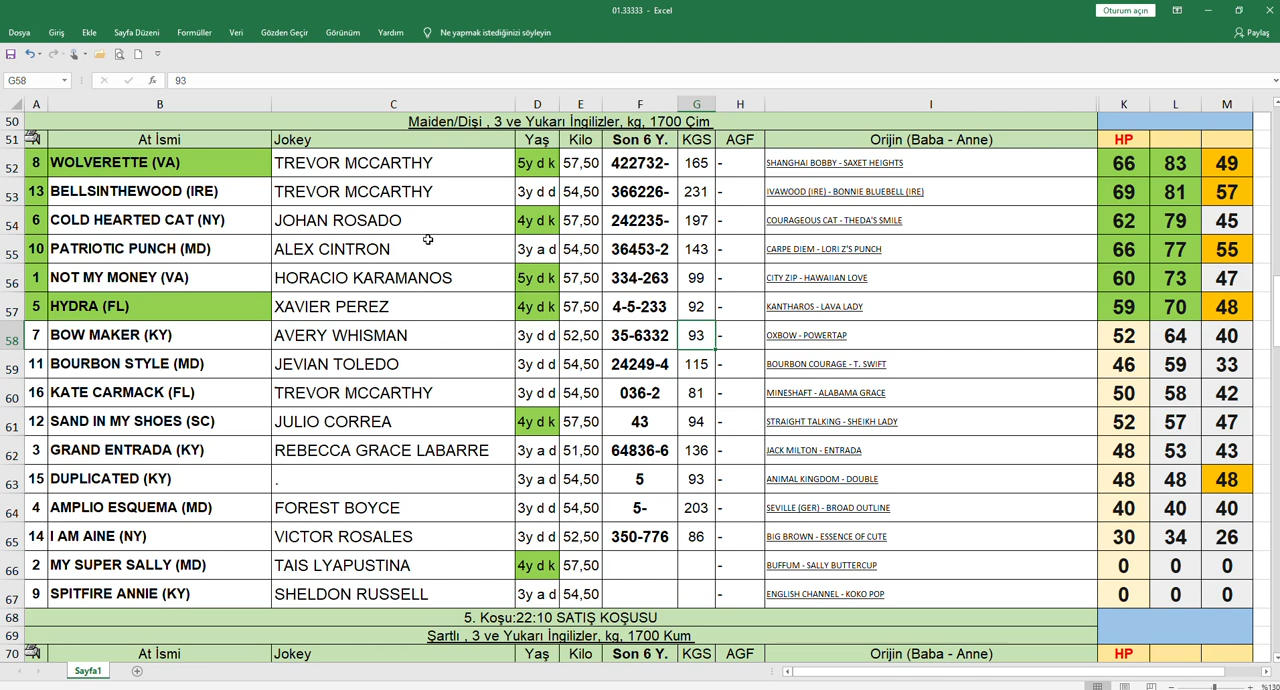 01.33333 - Excel
Oturum açın
Dosya Giriş Ekle Sayfa Düzeni Formüller Veri Gözden Geçir Görünüm Yardım Ne yapmak istediğinizi söyleyin Paylaş
G58 fx 93
A B C D E F G H I K L M
50 Maiden/Dişi , 3 ve Yukarı İngilizler, kg, 1700 Çim
51 At İsmi Jokey Yaş Kilo Son 6 Y. KGS AGF Orijin (Baba - Anne) HP
52 8 WOLVERETTE (VA) TREVOR MCCARTHY 5y d k 57,50 422732- 165 - SHANGHAI BOBBY - SAXET HEIGHTS 66 83 49
53 13 BELLSINTHEWOOD (IRE) TREVOR MCCARTHY 3y d d 54,50 366226- 231 - IVAWOOD (IRE) - BONNIE BLUEBELL (IRE) 69 81 57
54 6 COLD HEARTED CAT (NY) JOHAN ROSADO 4y d k 57,50 242235- 197 - COURAGEOUS CAT - THEDA'S SMILE 62 79 45
55 10 PATRIOTIC PUNCH (MD) ALEX CINTRON 3y a d 54,50 36453-2 143 - CARPE DIEM - LORI Z'S PUNCH 66 77 55
56 1 NOT MY MONEY (VA) HORACIO KARAMANOS 5y d k 57,50 334-263 99 - CITY ZIP - HAWAIIAN LOVE 60 73 47
57 5 HYDRA (FL) XAVIER PEREZ 4y d k 57,50 4-5-233 92 - KANTHAROS - LAVA LADY 59 70 48
58 7 BOW MAKER (KY) AVERY WHISMAN 3y d d 52,50 35-6332 93 - OXBOW - POWERTAP 52 64 40
59 11 BOURBON STYLE (MD) JEVIAN TOLEDO 3y d d 54,50 24249-4 115 - BOURBON COURAGE - T. SWIFT 46 59 33
60 16 KATE CARMACK (FL) TREVOR MCCARTHY 3y d d 54,50 036-2 81 - MINESHAFT - ALABAMA GRACE 50 58 42
61 12 SAND IN MY SHOES (SC) JULIO CORREA 4y d k 57,50 43 94 - STRAIGHT TALKING - SHEIKH LADY 52 57 47
62 3 GRAND ENTRADA (KY) REBECCA GRACE LABARRE 3y a d 51,50 64836-6 136 - JACK MILTON - ENTRADA 48 53 43
63 15 DUPLICATED (KY) . 3y a d 54,50 5 93 - ANIMAL KINGDOM - DOUBLE 48 48 48
64 4 AMPLIO ESQUEMA (MD) FOREST BOYCE 3y d d 54,50 5- 203 - SEVILLE (GER) - BROAD OUTLINE 40 40 40
65 14 I AM AINE (NY) VICTOR ROSALES 3y d d 52,50 350-776 86 - BIG BROWN - ESSENCE OF CUTE 30 34 26
66 2 MY SUPER SALLY (MD) TAIS LYAPUSTINA 4y d k 57,50 - BUFFUM - SALLY BUTTERCUP 0 0 0
67 9 SPITFIRE ANNIE (KY) SHELDON RUSSELL 3y a d 54,50 - ENGLISH CHANNEL - KOKO POP 0 0 0
68 5. Koşu:22:10 SATIŞ KOŞUSU
69 Şartlı , 3 ve Yukarı İngilizler, kg, 1700 Kum
70 At İsmi Jokey Yaş Kilo Son 6 Y. KGS AGF Orijin (Baba - Anne) HP
Sayfa1
%130